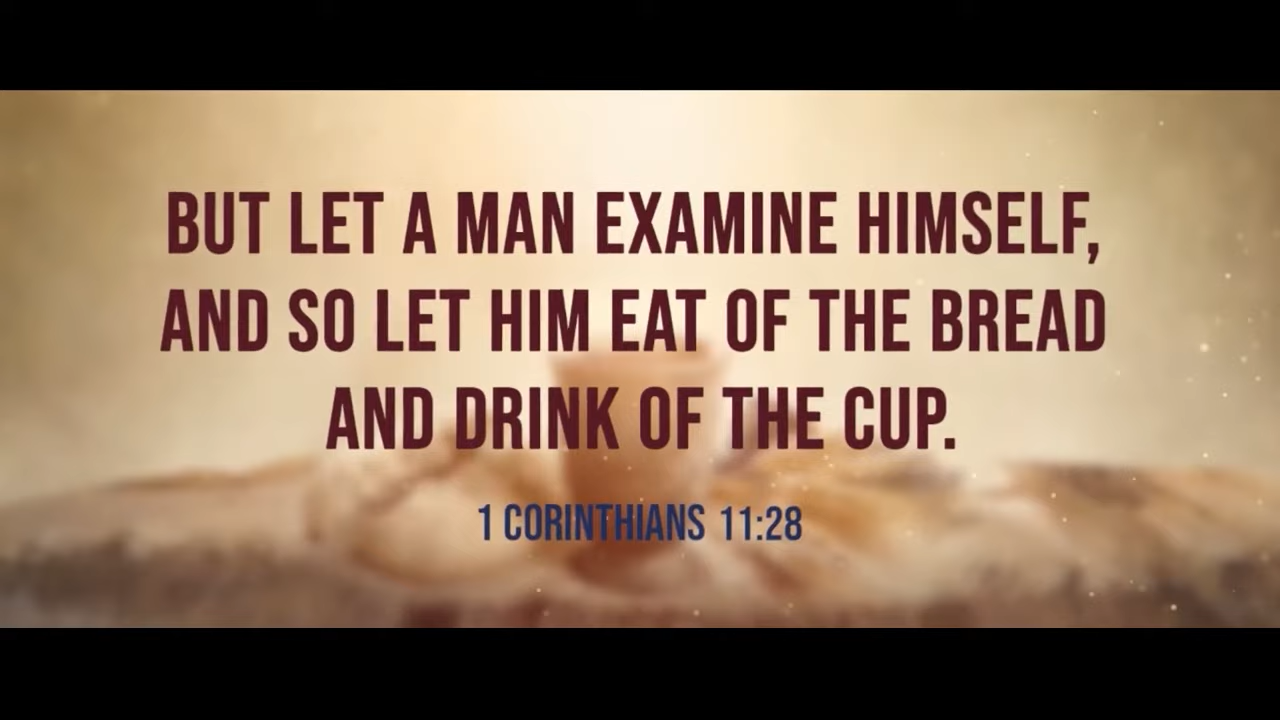 BUT LET A MAN EXAMINE HIMSELF,
AND SO LET HIM EAT OF THE BREAD
AND DRINK OF THE CUP.
1 CORINTHIANS 11:28